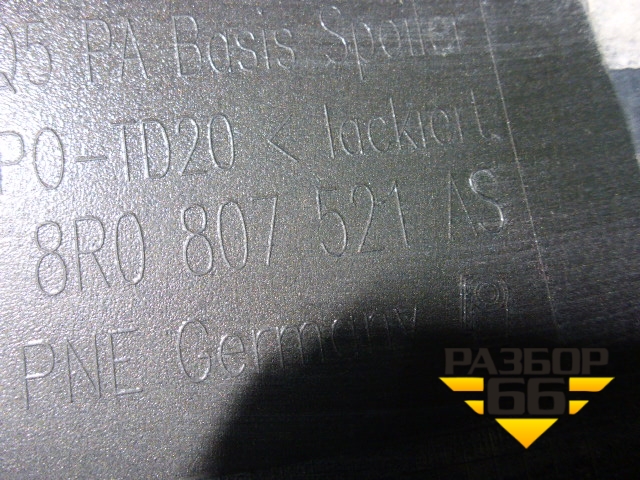 Q5 PA Basis Spoiler
PO-TD20 < lackiert
8R0 807 521 AS
PNE Germany
РАЗБОР
66